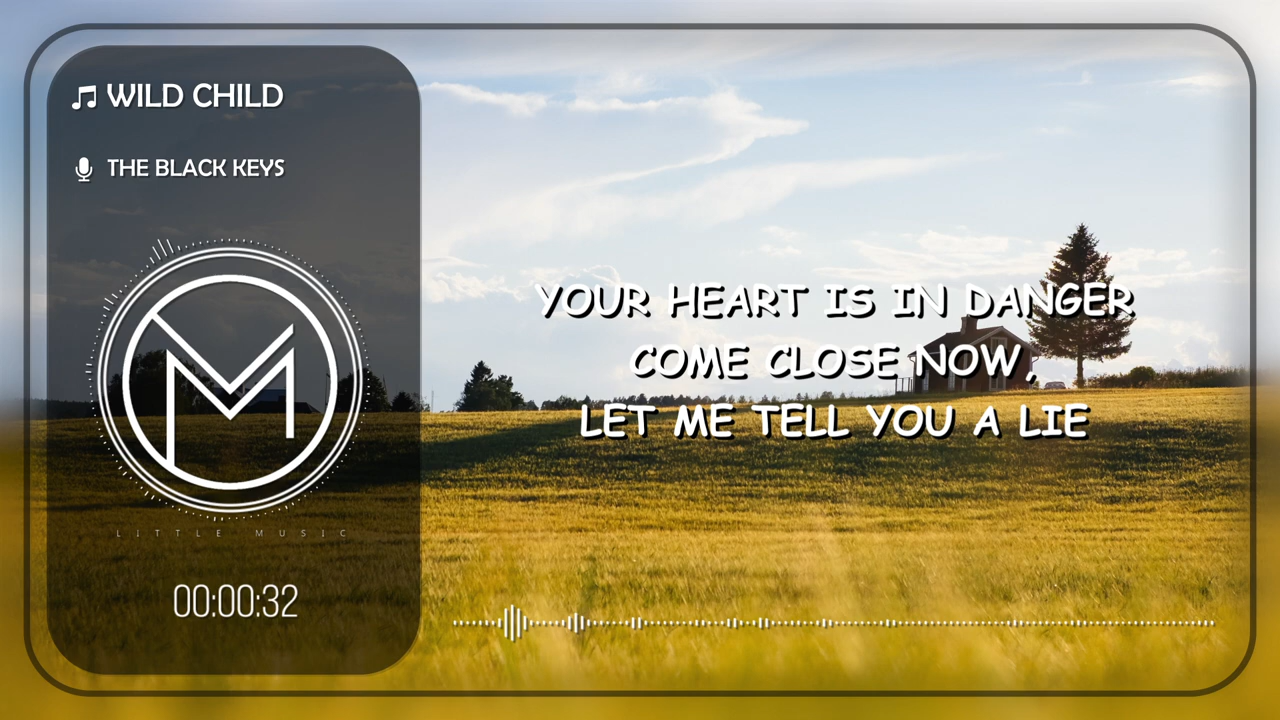 WILD CHILD
THE BLACK KEYS
LITTLE MUSIC
00:00:32
YOUR HEART IS IN DANGER
COME CLOSE NOW,
LET ME TELL YOU A LIE